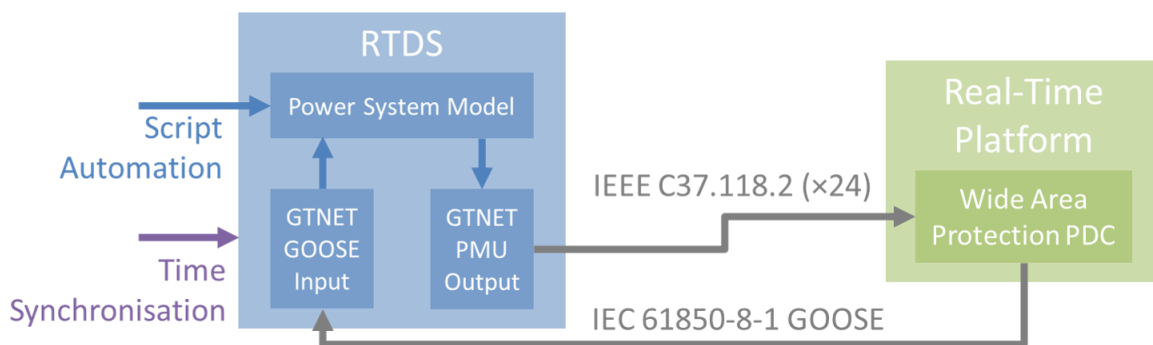 RTDS
Power System Model
Script
Automation
GTNET
GOOSE
Input
GTNET
PMU
Output
Time
Synchronisation
IEEE C37.118.2 (×24)
IEC 61850-8-1 GOOSE
Real-Time
Platform
Wide Area
Protection PDC